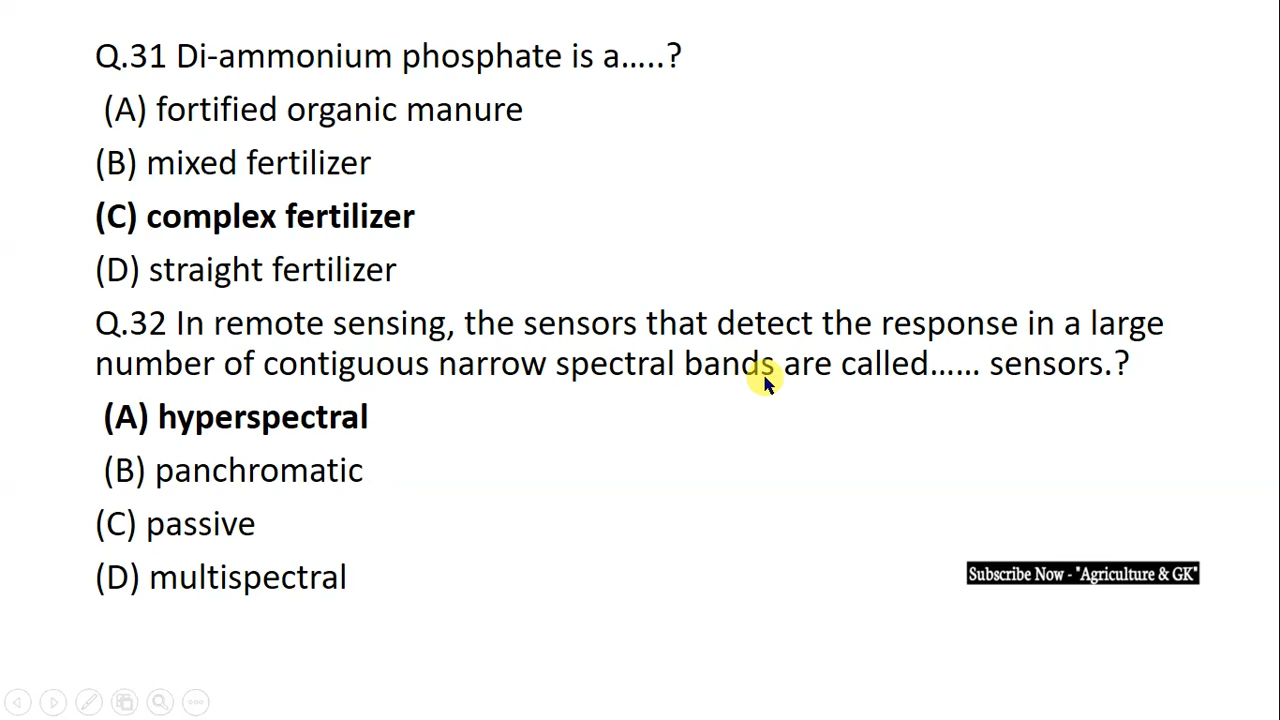 Q.31 Di-ammonium phosphate is a…..?
(A) fortified organic manure
(B) mixed fertilizer
(C) complex fertilizer
(D) straight fertilizer
Q.32 In remote sensing, the sensors that detect the response in a large
number of contiguous narrow spectral bands are called…... sensors.?
(A) hyperspectral
(B) panchromatic
(C) passive
(D) multispectral
Subscribe Now - "Agriculture & GK"